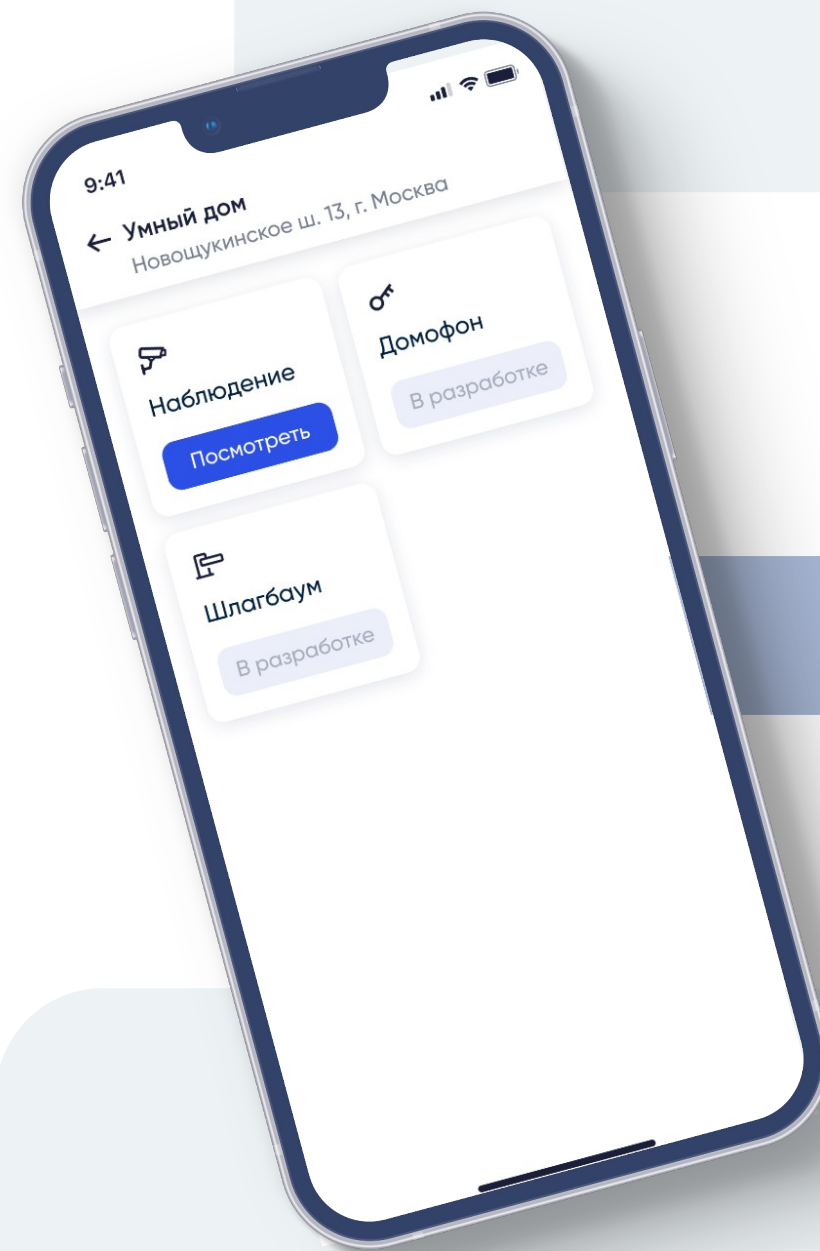 9:41
Умный дом
Новощукинское ш. 13, г. Москва
Наблюдение
Посмотреть
Домофон
В разработке
Шлагбаум
В разработке